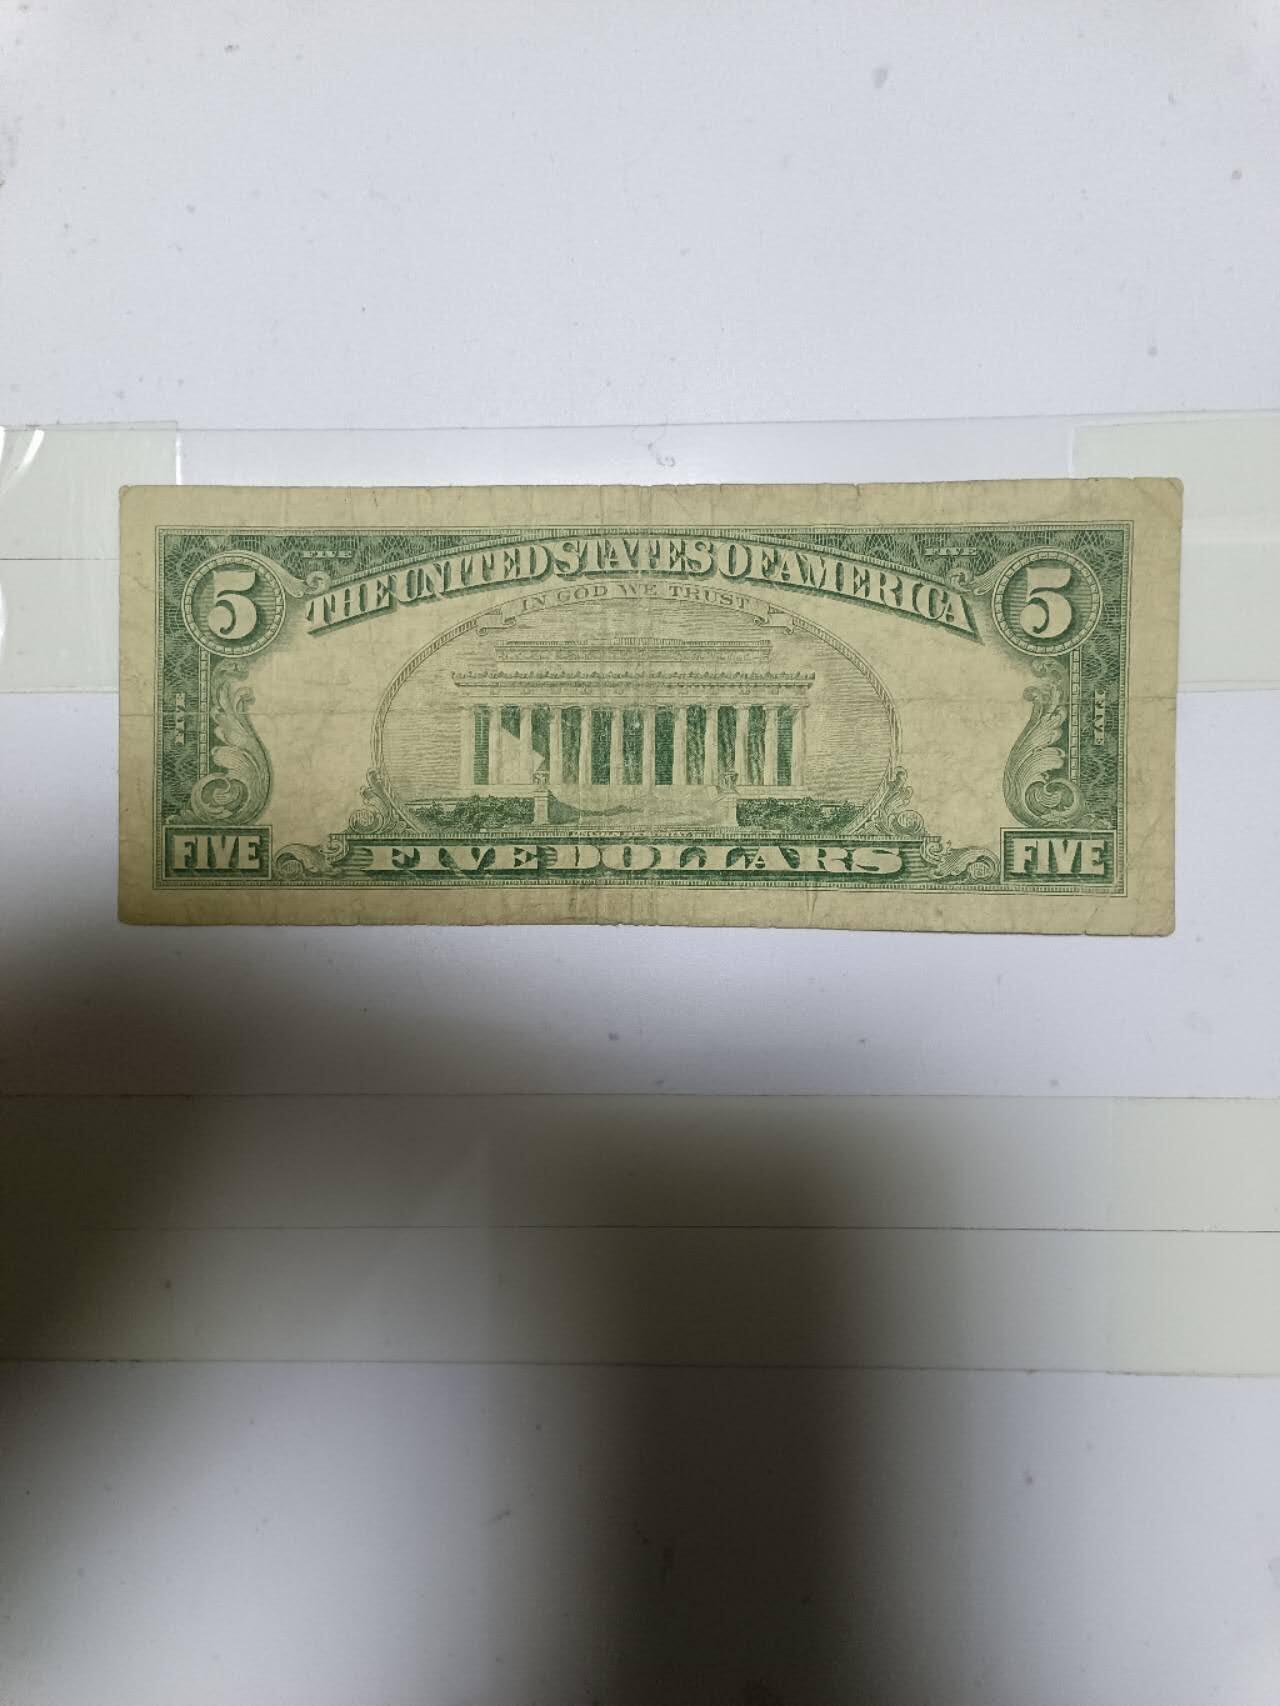 FIVE FIVE
5 THE UNITED STATES OF AMERICA 5
IN GOD WE TRUST
FIVE FIVE
FIVE FIVE DOLLARS FIVE